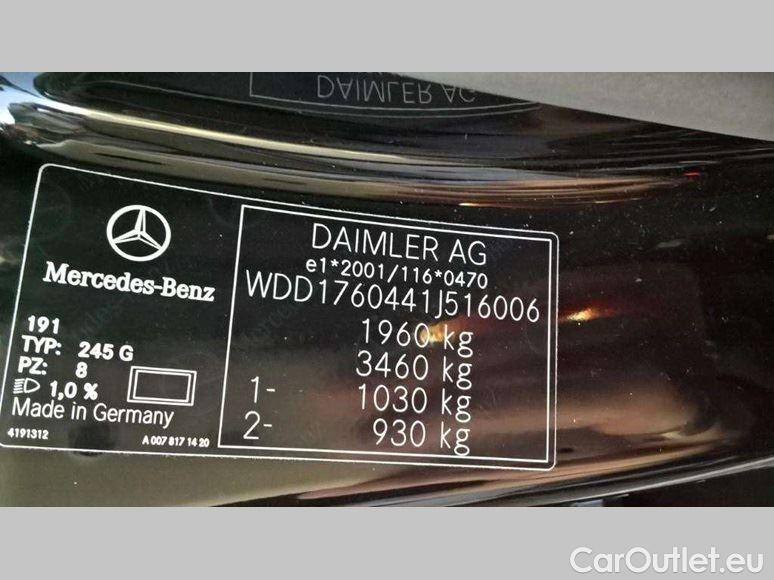 DAIMLER AG
Mercedes-Benz
191
TYP: 245 G
PZ: 8
1,0 %
Made in Germany
4191312
A 007 817 14 20
DAIMLER AG
e1*2001/116*0470
WDD1760441J516006
1960 kg
3460 kg
1- 1030 kg
2- 930 kg
CarOutlet.eu